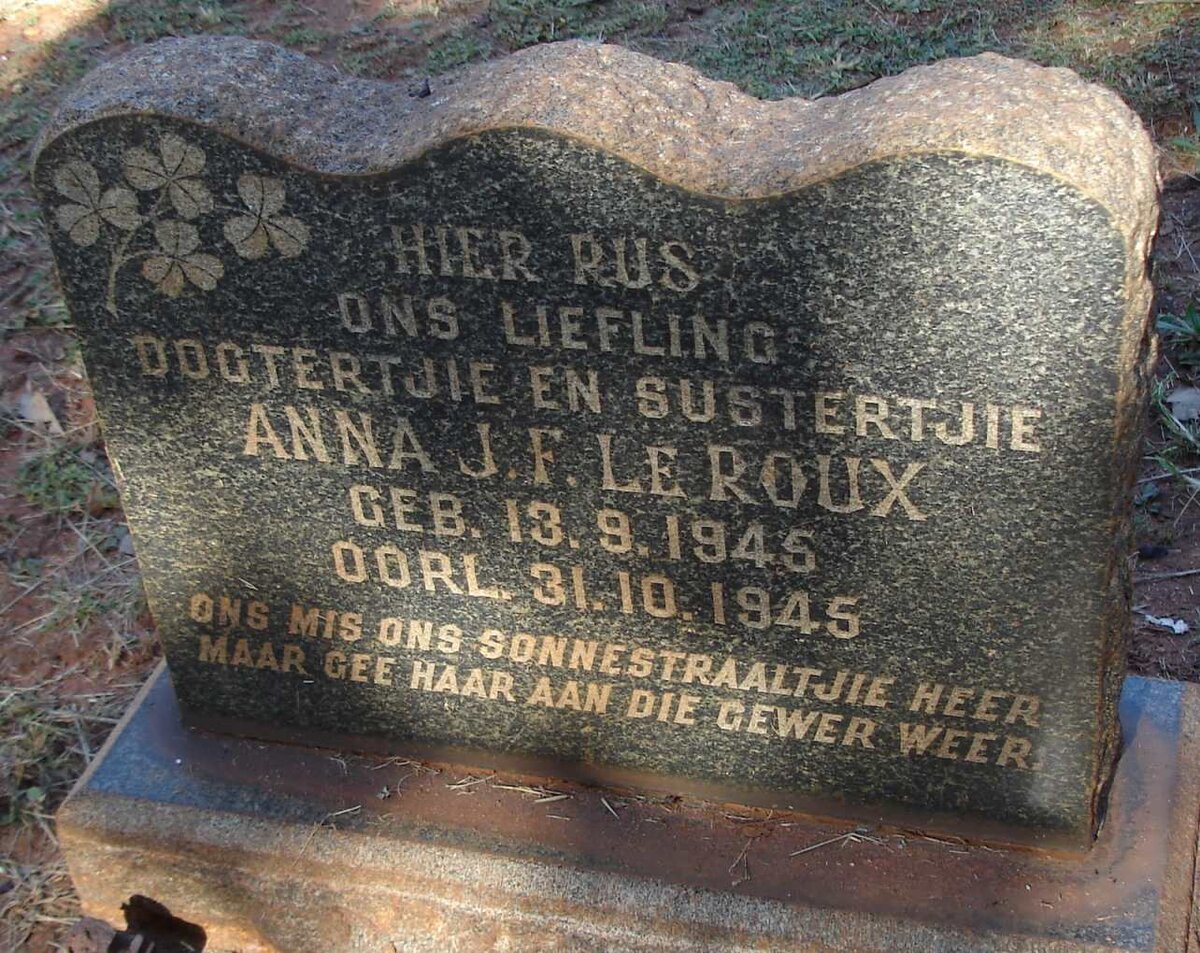 HIER RUS
ONS LIEFLING
DOGTERTJIE EN SUSTERTJIE
ANNA J.F. LE ROUX
GEB. 13.9.1945
OORL. 31.10.1945
ONS MIS ONS SONNESTRAALTJIE HEER
MAAR GEE HAAR AAN DIE GEWER WEER.